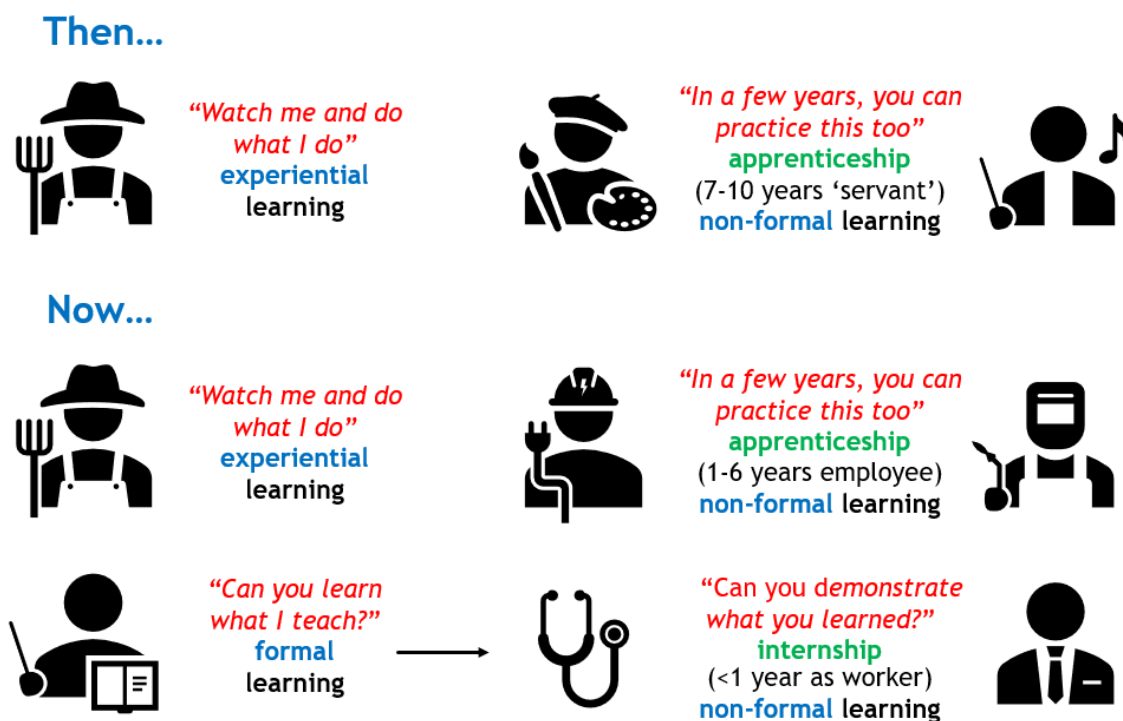 Then...
“Watch me and do
what I do”
experiential
learning
“In a few years, you can
practice this too”
apprenticeship
(7-10 years ‘servant’)
non-formal learning
Now...
“Watch me and do
what I do”
experiential
learning
“In a few years, you can
practice this too”
apprenticeship
(1-6 years employee)
non-formal learning
“Can you learn
what I teach?”
formal
learning
“Can you demonstrate
what you learned?”
internship
(<1 year as worker)
non-formal learning